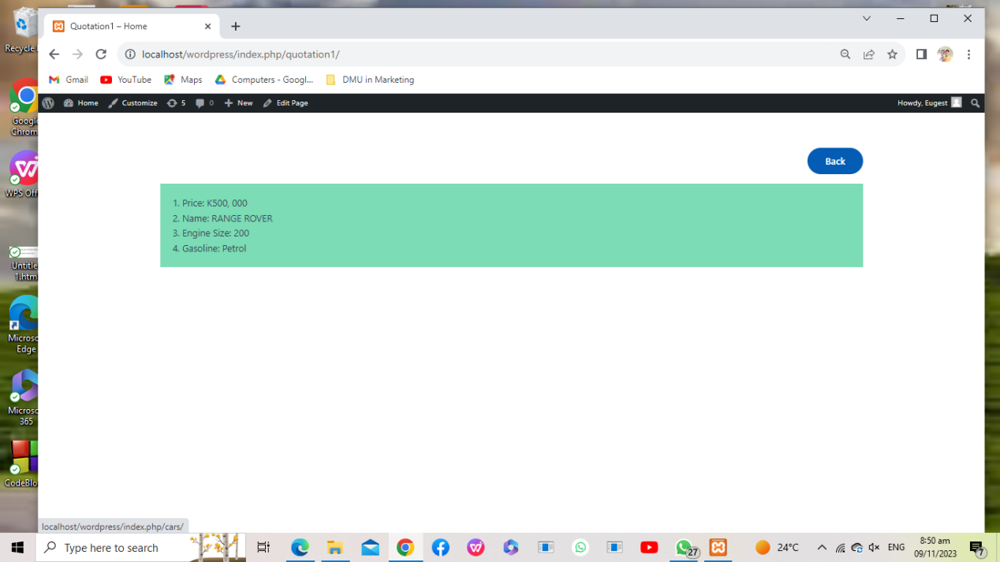 Quotation1 – Home
localhost/wordpress/index.php/quotation1/
Gmail YouTube Maps Computers - Googl... DMU in Marketing
Home Customize 5 0 New Edit Page Howdy, Eugest
Back
1. Price: K500, 000
2. Name: RANGE ROVER
3. Engine Size: 200
4. Gasoline: Petrol
Recycle
Google
Chrom
WPS Off
Untitle
1.htm
Microso
Edge
Microso
365
CodeBlo
localhost/wordpress/index.php/cars/
Type here to search
27
24°C
ENG
8:50 am
09/11/2023
7